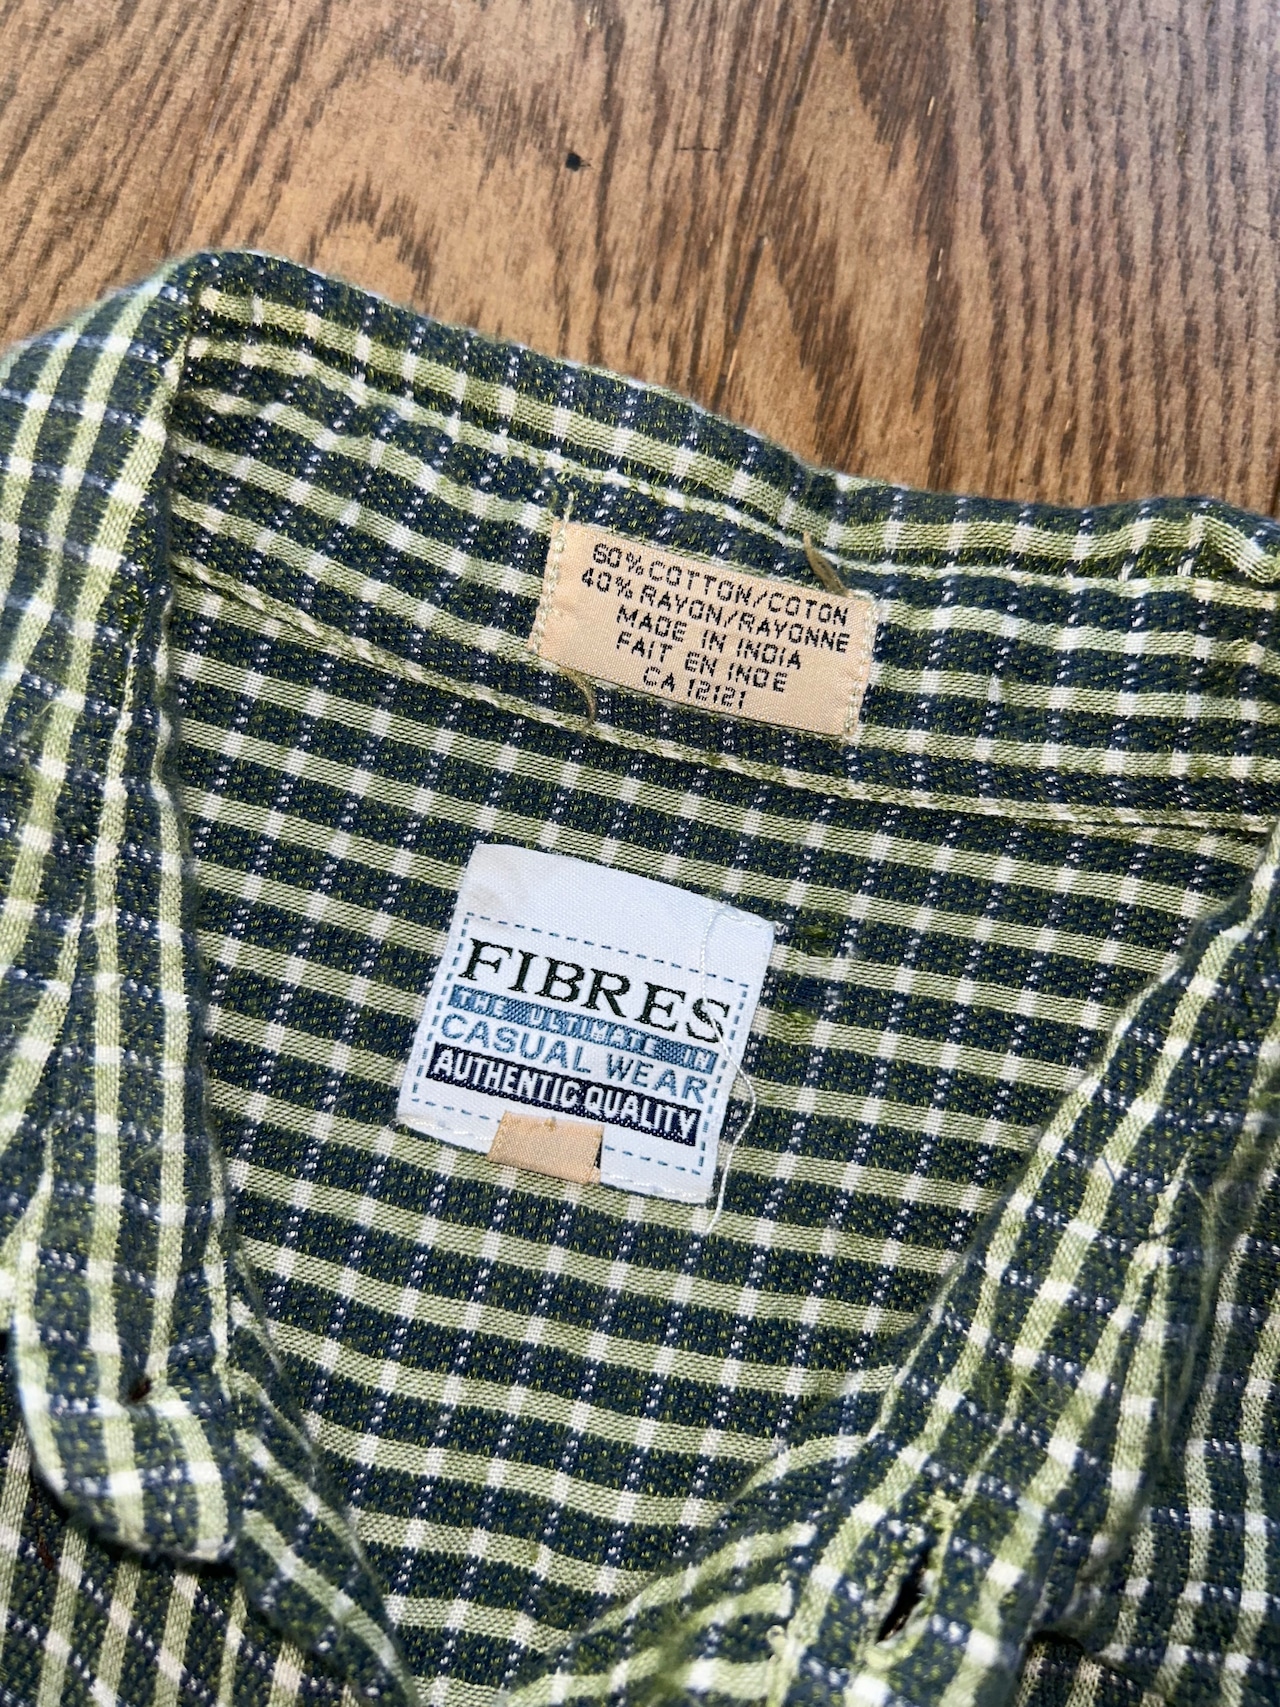 60% COTTON/COTON
40% RAYON/RAYONNE
MADE IN INDIA
FAIT EN INDE
CA 12121
FIBRES
THE ULTIMATE IN
CASUAL WEAR
AUTHENTIC QUALITY